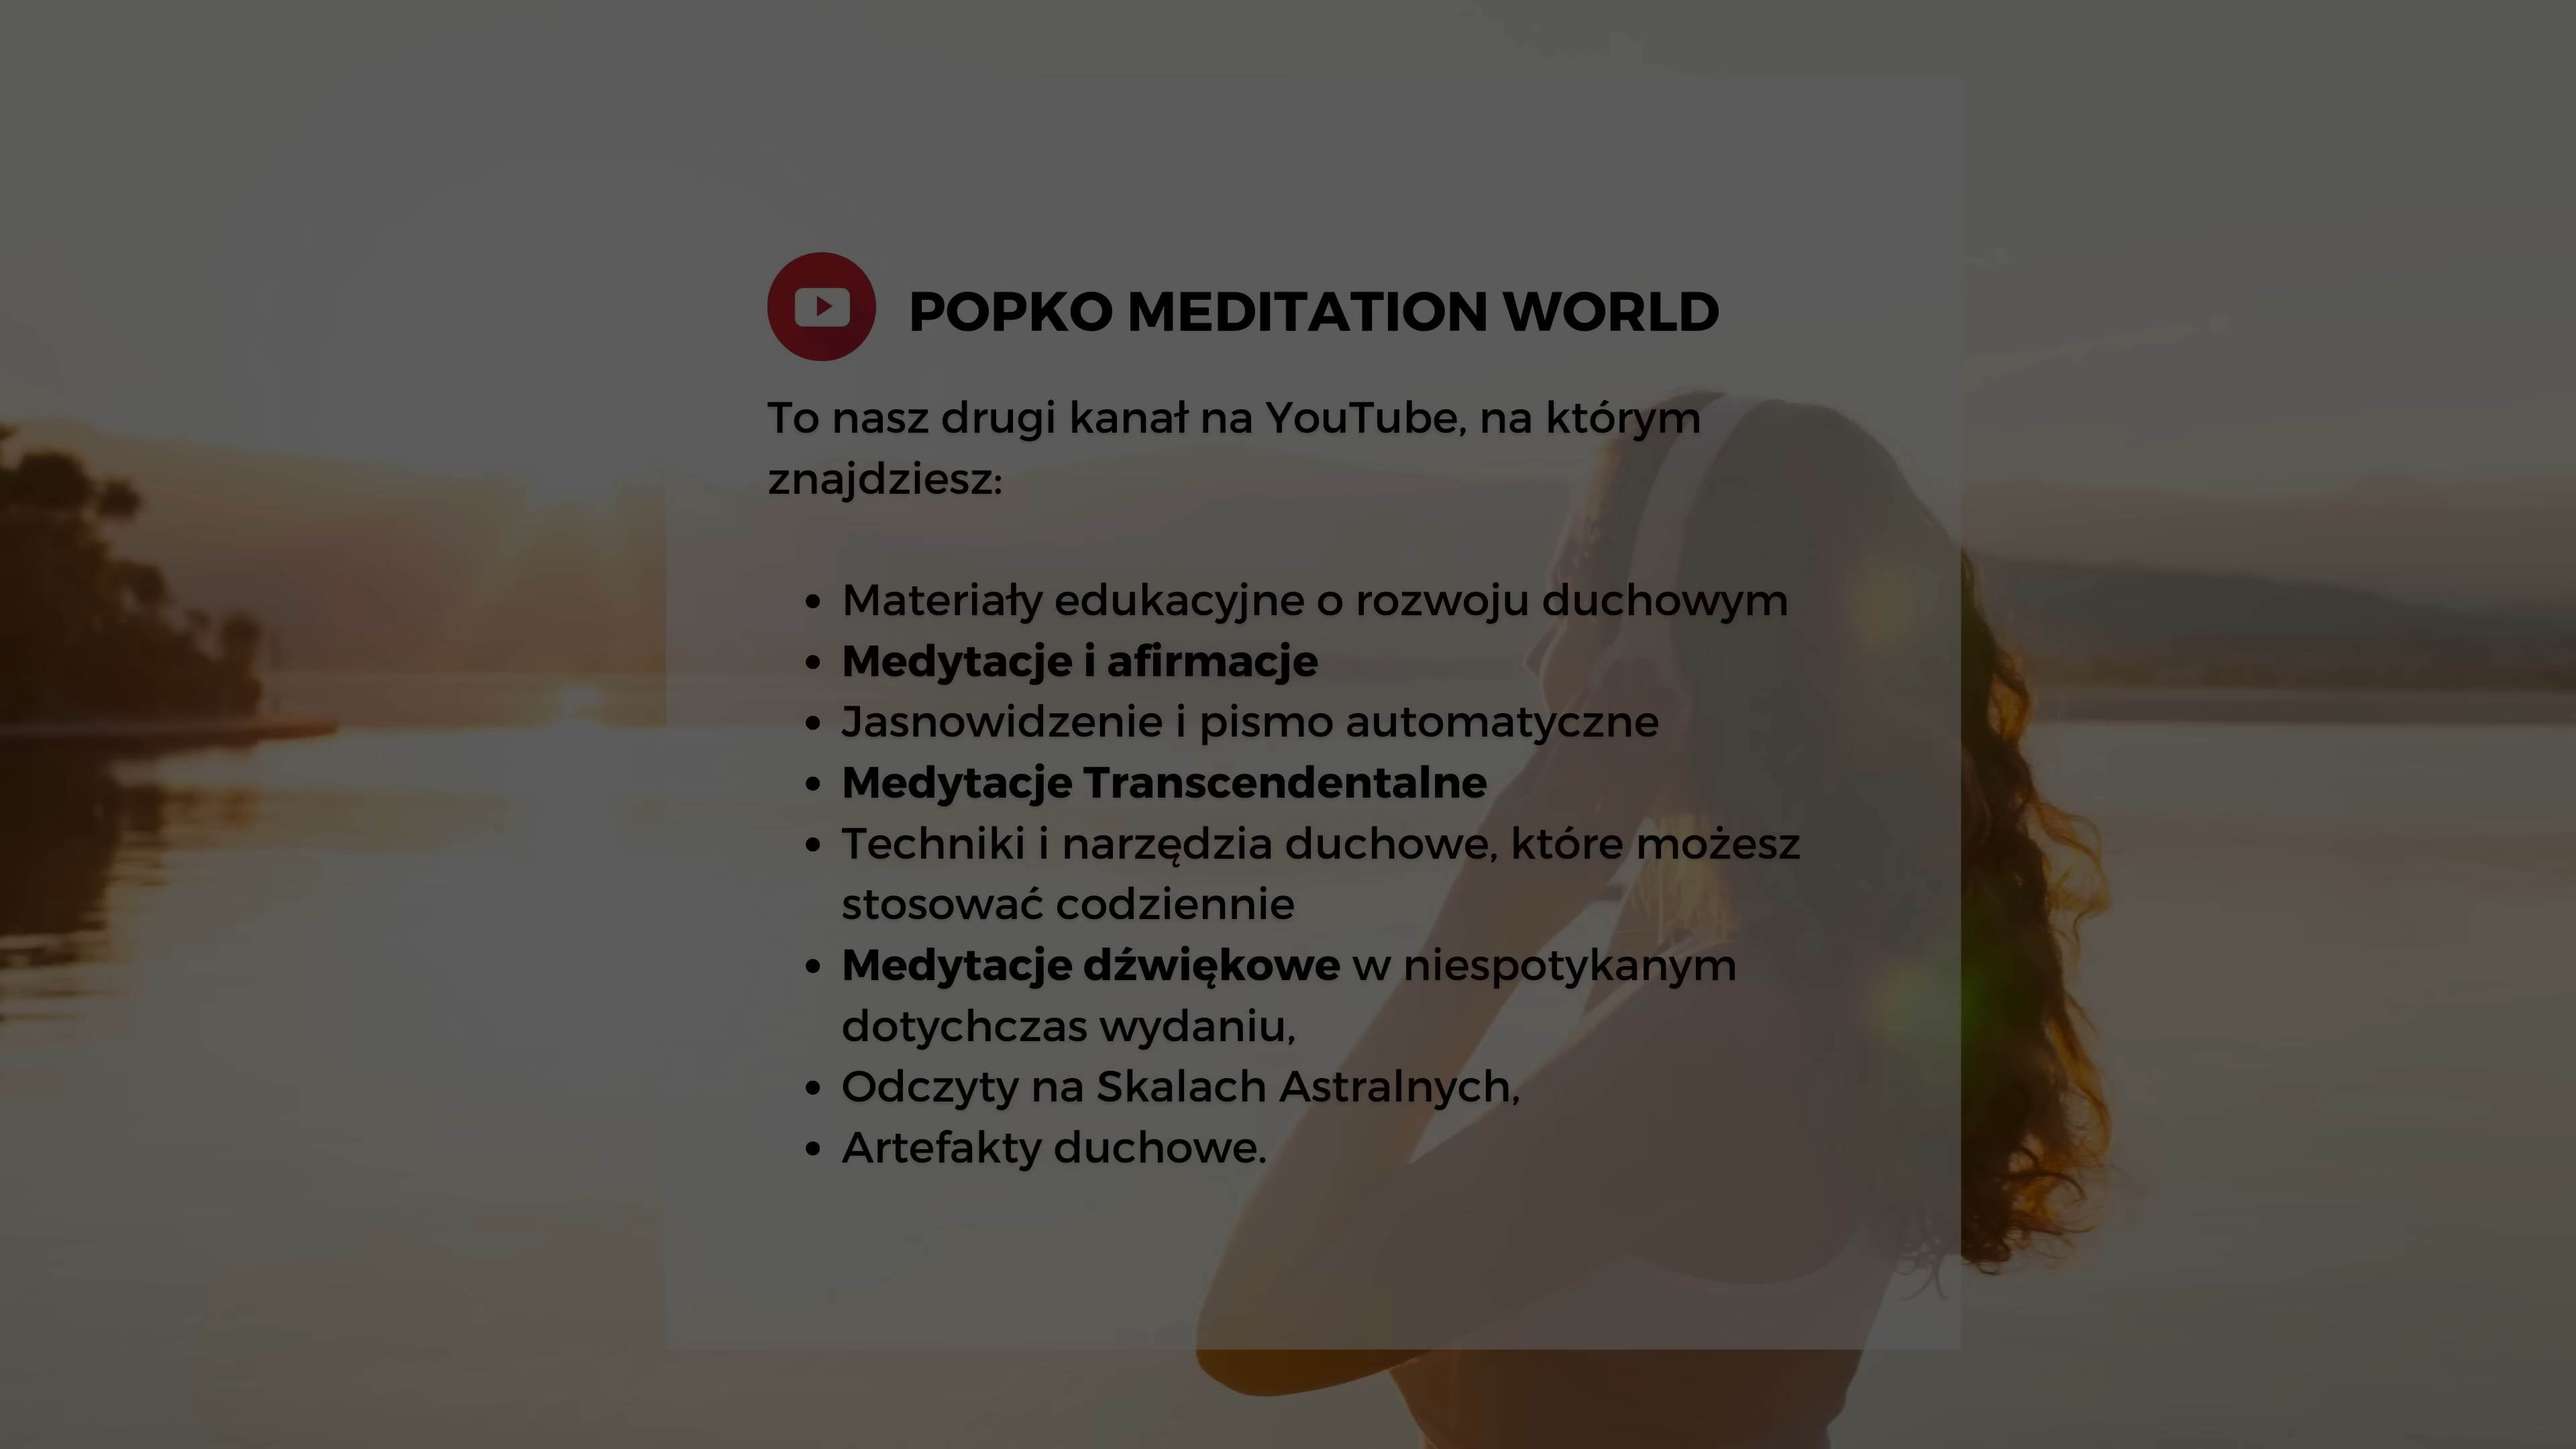 POPKO MEDITATION WORLD
To nasz drugi kanał na YouTube, na którym
znajdziesz:
• Materiały edukacyjne o rozwoju duchowym
• Medytacje i afirmacje
• Jasnowidzenie i pismo automatyczne
• Medytacje Transcendentalne
• Techniki i narzędzia duchowe, które możesz
stosować codziennie
• Medytacje dźwiękowe w niespotykanym
dotychczas wydaniu,
• Odczyty na Skalach Astralnych,
• Artefakty duchowe.